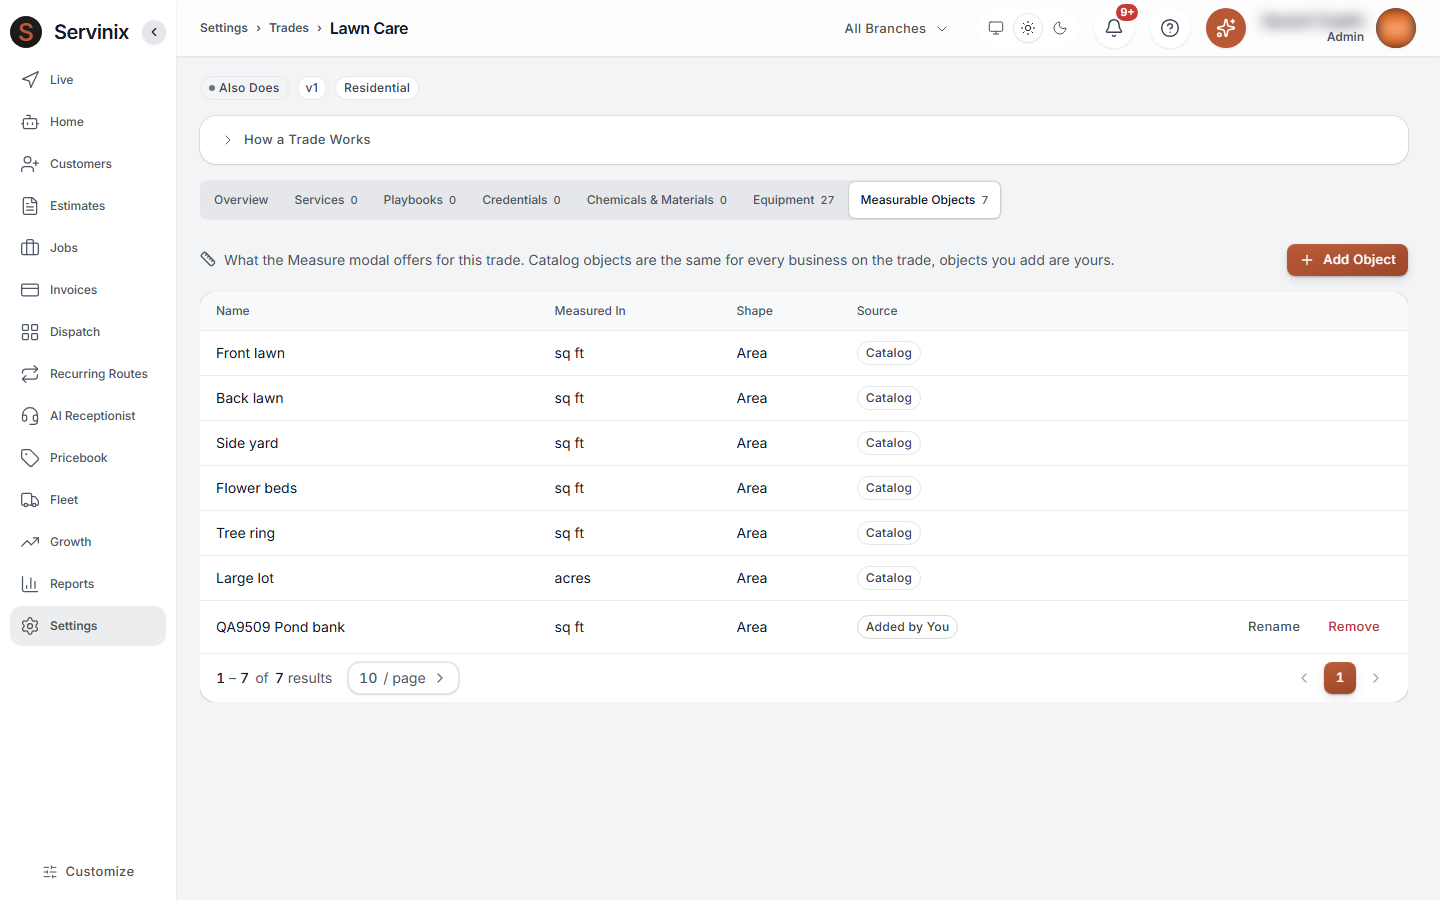 S Servinix
Settings > Trades > Lawn Care
All Branches
9+
Admin
Live
Home
Customers
Estimates
Jobs
Invoices
Dispatch
Recurring Routes
AI Receptionist
Pricebook
Fleet
Growth
Reports
Settings
Customize
Also Does v1 Residential
How a Trade Works
Overview Services 0 Playbooks 0 Credentials 0 Chemicals & Materials 0 Equipment 27 Measurable Objects 7
What the Measure modal offers for this trade. Catalog objects are the same for every business on the trade, objects you add are yours.
+ Add Object
Name Measured In Shape Source
Front lawn sq ft Area Catalog
Back lawn sq ft Area Catalog
Side yard sq ft Area Catalog
Flower beds sq ft Area Catalog
Tree ring sq ft Area Catalog
Large lot acres Area Catalog
QA9509 Pond bank sq ft Area Added by You Rename Remove
1 – 7 of 7 results 10 / page 1